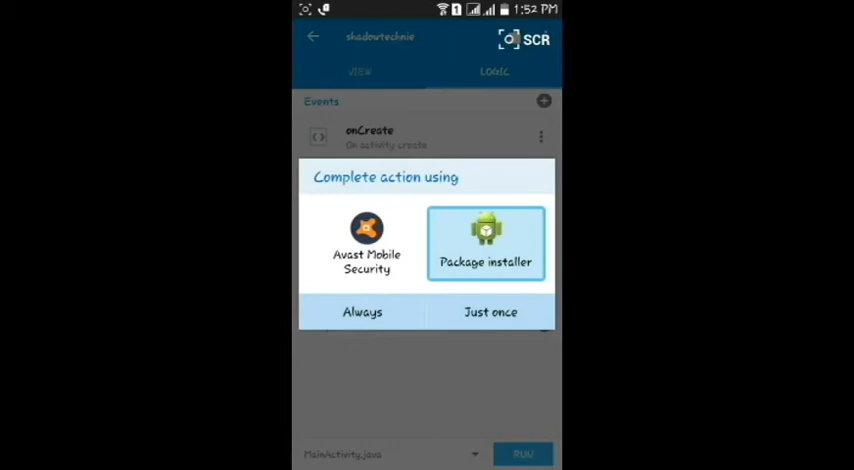 1
1:52 PM
shadowtechnie
SCR
VIEW
LOGIC
Events
onCreate
On activity create
Complete action using
Avast Mobile
Security
Package installer
Always
Just once
MainActivity.java
RUN